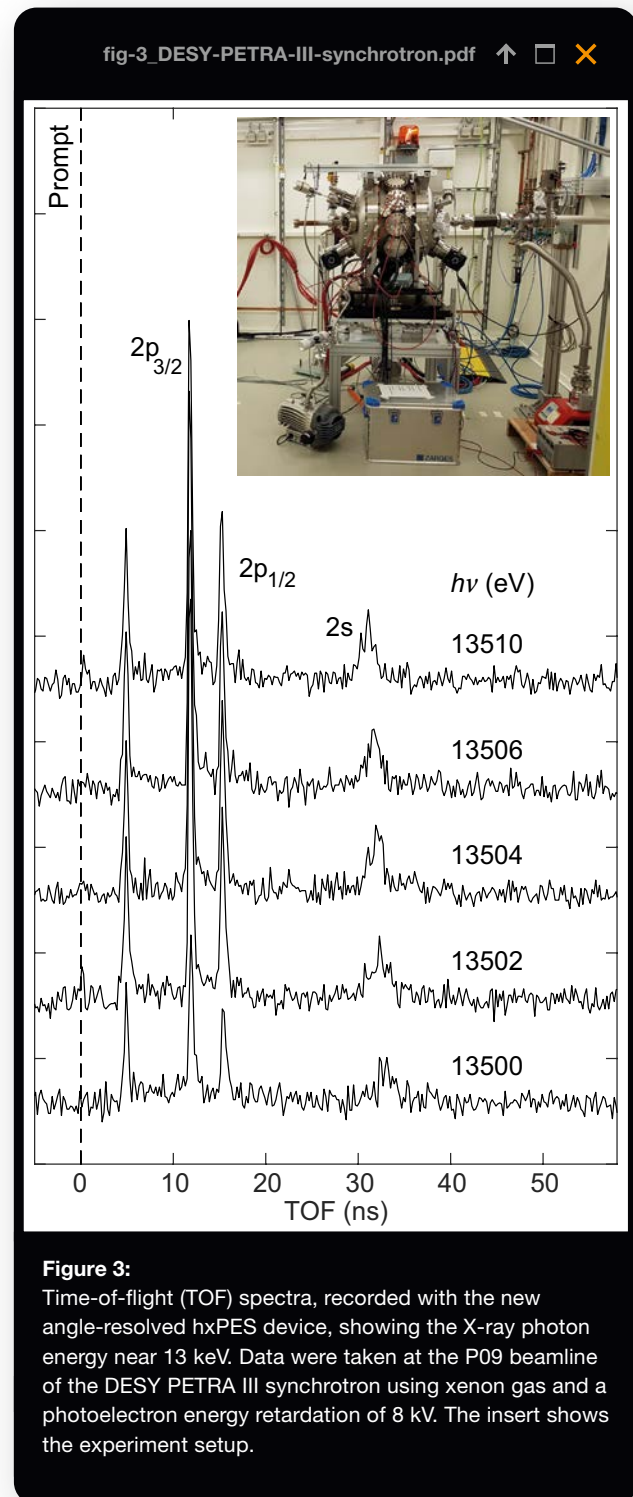 fig-3_DESY-PETRA-III-synchrotron.pdf
Prompt
2p3/2
2p1/2
hν (eV)
2s
13510
13506
13504
13502
13500
0 10 20 30 40 50
TOF (ns)
ZARGES
Figure 3:
Time-of-flight (TOF) spectra, recorded with the new
angle-resolved hxPES device, showing the X-ray photon
energy near 13 keV. Data were taken at the P09 beamline
of the DESY PETRA III synchrotron using xenon gas and a
photoelectron energy retardation of 8 kV. The insert shows
the experiment setup.